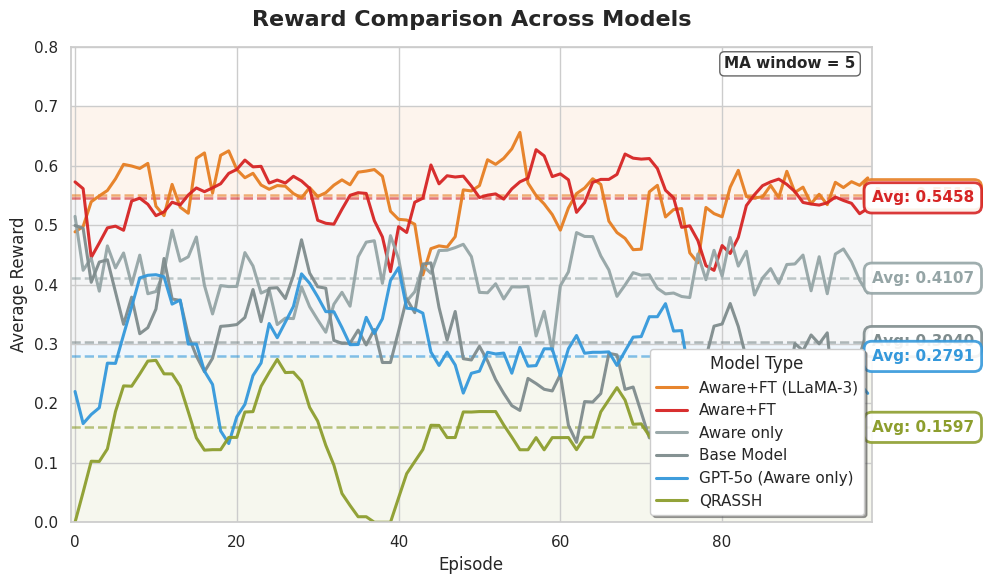 Reward Comparison Across Models
MA window = 5
Average Reward
0.8
0.7
0.6
0.5
0.4
0.3
0.2
0.1
0.0
Avg: 0.5458
Avg: 0.4107
Avg: 0.3040
Avg: 0.2791
Avg: 0.1597
Model Type
Aware+FT (LLaMA-3)
Aware+FT
Aware only
Base Model
GPT-5o (Aware only)
QRASSH
0
20
40
60
80
Episode